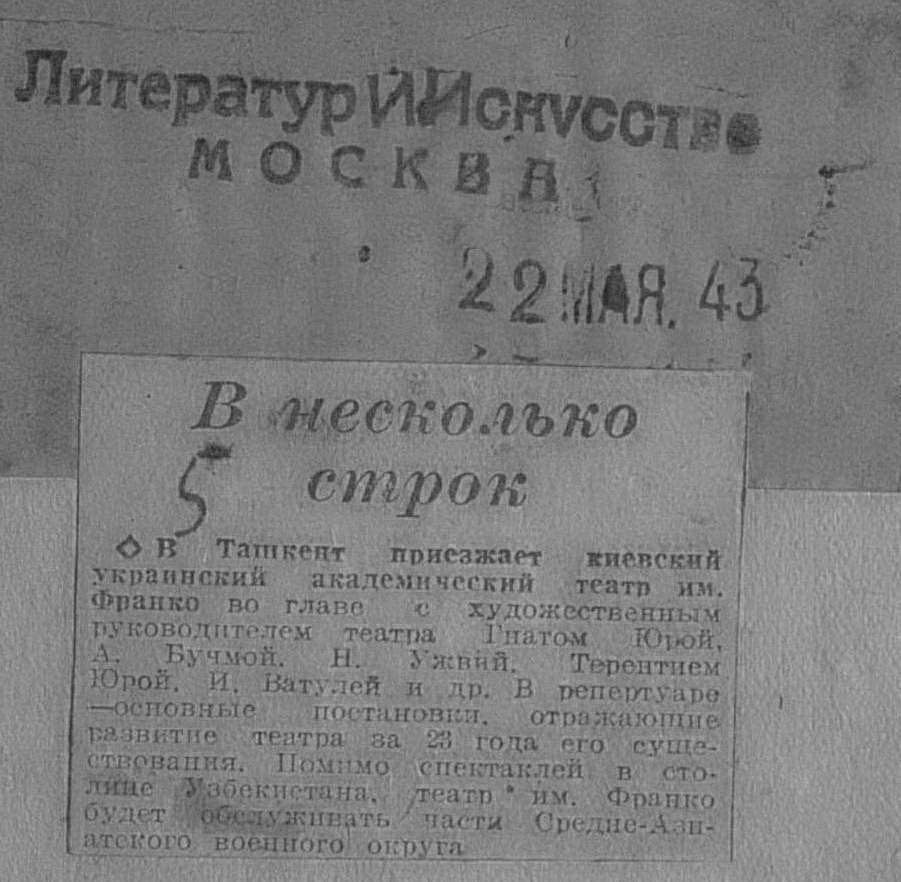 Литератур И Искусство
МОСКВА
22 МАЯ. 43
В несколько
5 строк
◇ В Ташкент приезжает киевский
украинский академический театр им.
Франко во главе с художественным
руководителем театра Гнатом Юрой,
А. Бучмой, Н. Ужвий, Терентием
Юрой, И. Ватулей и др. В репертуаре
—основные постановки, отражающие
развитие театра за 23 года его суще-
ствования. Помимо спектаклей в сто-
лице Узбекистана, театр им. Франко
будет обслуживать части Средне-Ази-
атского военного округа